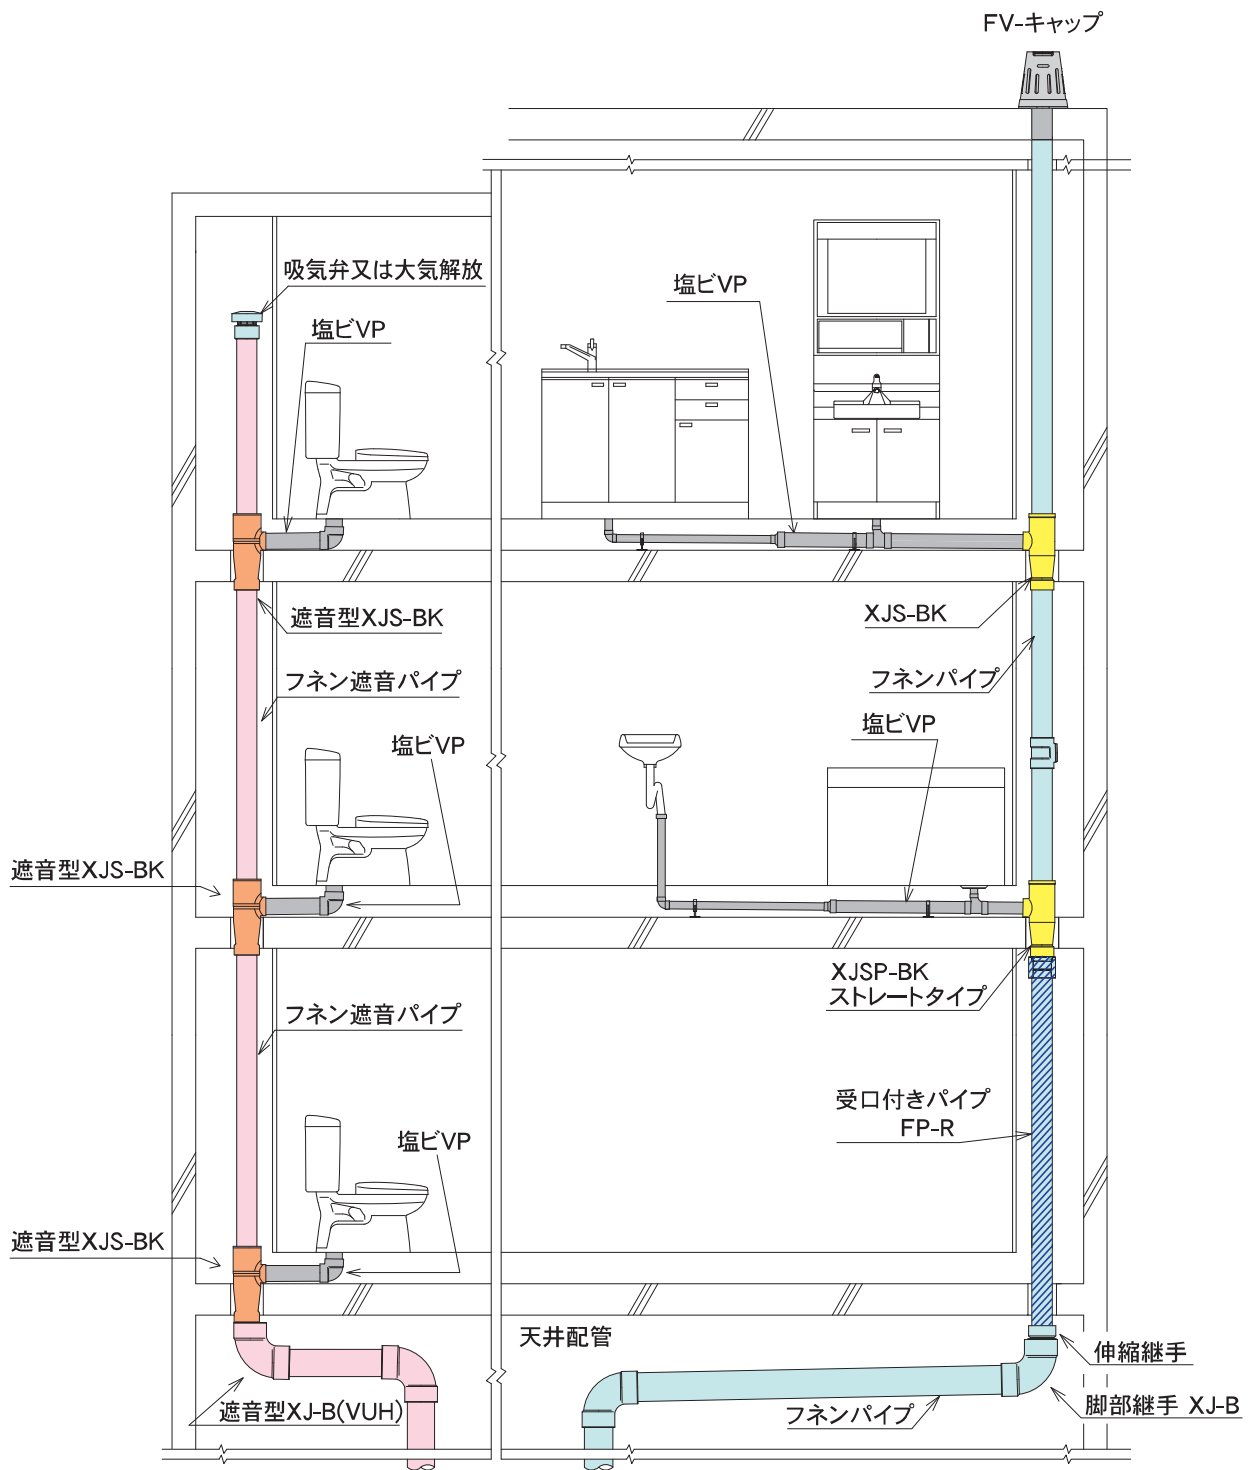 FV-キャップ
吸気弁又は大気解放
塩ビVP
塩ビVP
遮音型XJS-BK
XJS-BK
フネン遮音パイプ
フネンパイプ
塩ビVP
塩ビVP
遮音型XJS-BK
XJSP-BK
ストレートタイプ
フネン遮音パイプ
受口付きパイプ
FP-R
塩ビVP
遮音型XJS-BK
天井配管
伸縮継手
脚部継手 XJ-B
遮音型XJ-B(VUH)
フネンパイプ